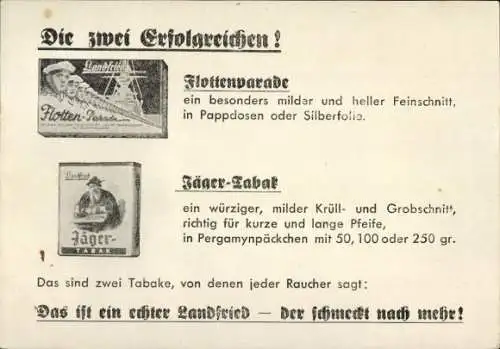 Die zwei Erfolgreichen!
Landfried
Flotten-Parade
Flottenparade
ein besonders milder und heller Feinschnitt,
in Pappdosen oder Silberfolie.
Landfried
Jäger-
TABAK
Jäger-Tabak
ein würziger, milder Krüll- und Grobschnitt,
richtig für kurze und lange Pfeife,
in Pergamynpäckchen mit 50, 100 oder 250 gr.
Das sind zwei Tabake, von denen jeder Raucher sagt:
Das ist ein echter Landfried — der schmeckt nach mehr!